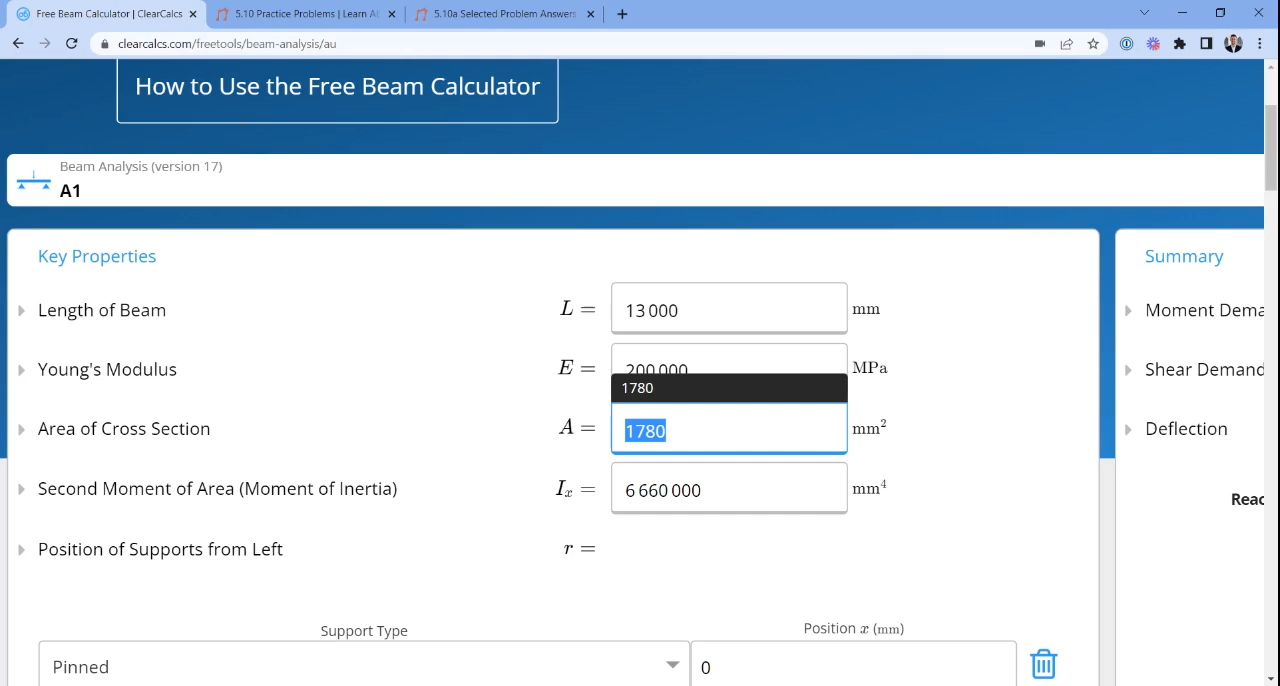 Free Beam Calculator | ClearCalcs
5.10 Practice Problems | Learn A
5.10a Selected Problem Answers
clearcalcs.com/freetools/beam-analysis/au
How to Use the Free Beam Calculator
Beam Analysis (version 17)
A1
Key Properties
Summary
Length of Beam
L =
13 000
mm
Moment Dema
Young's Modulus
E =
200 000
MPa
Shear Demand
1780
Area of Cross Section
A =
1780
mm²
Deflection
Second Moment of Area (Moment of Inertia)
Iₓ =
6 660 000
mm⁴
Reac
Position of Supports from Left
r =
Support Type
Position x (mm)
Pinned
0